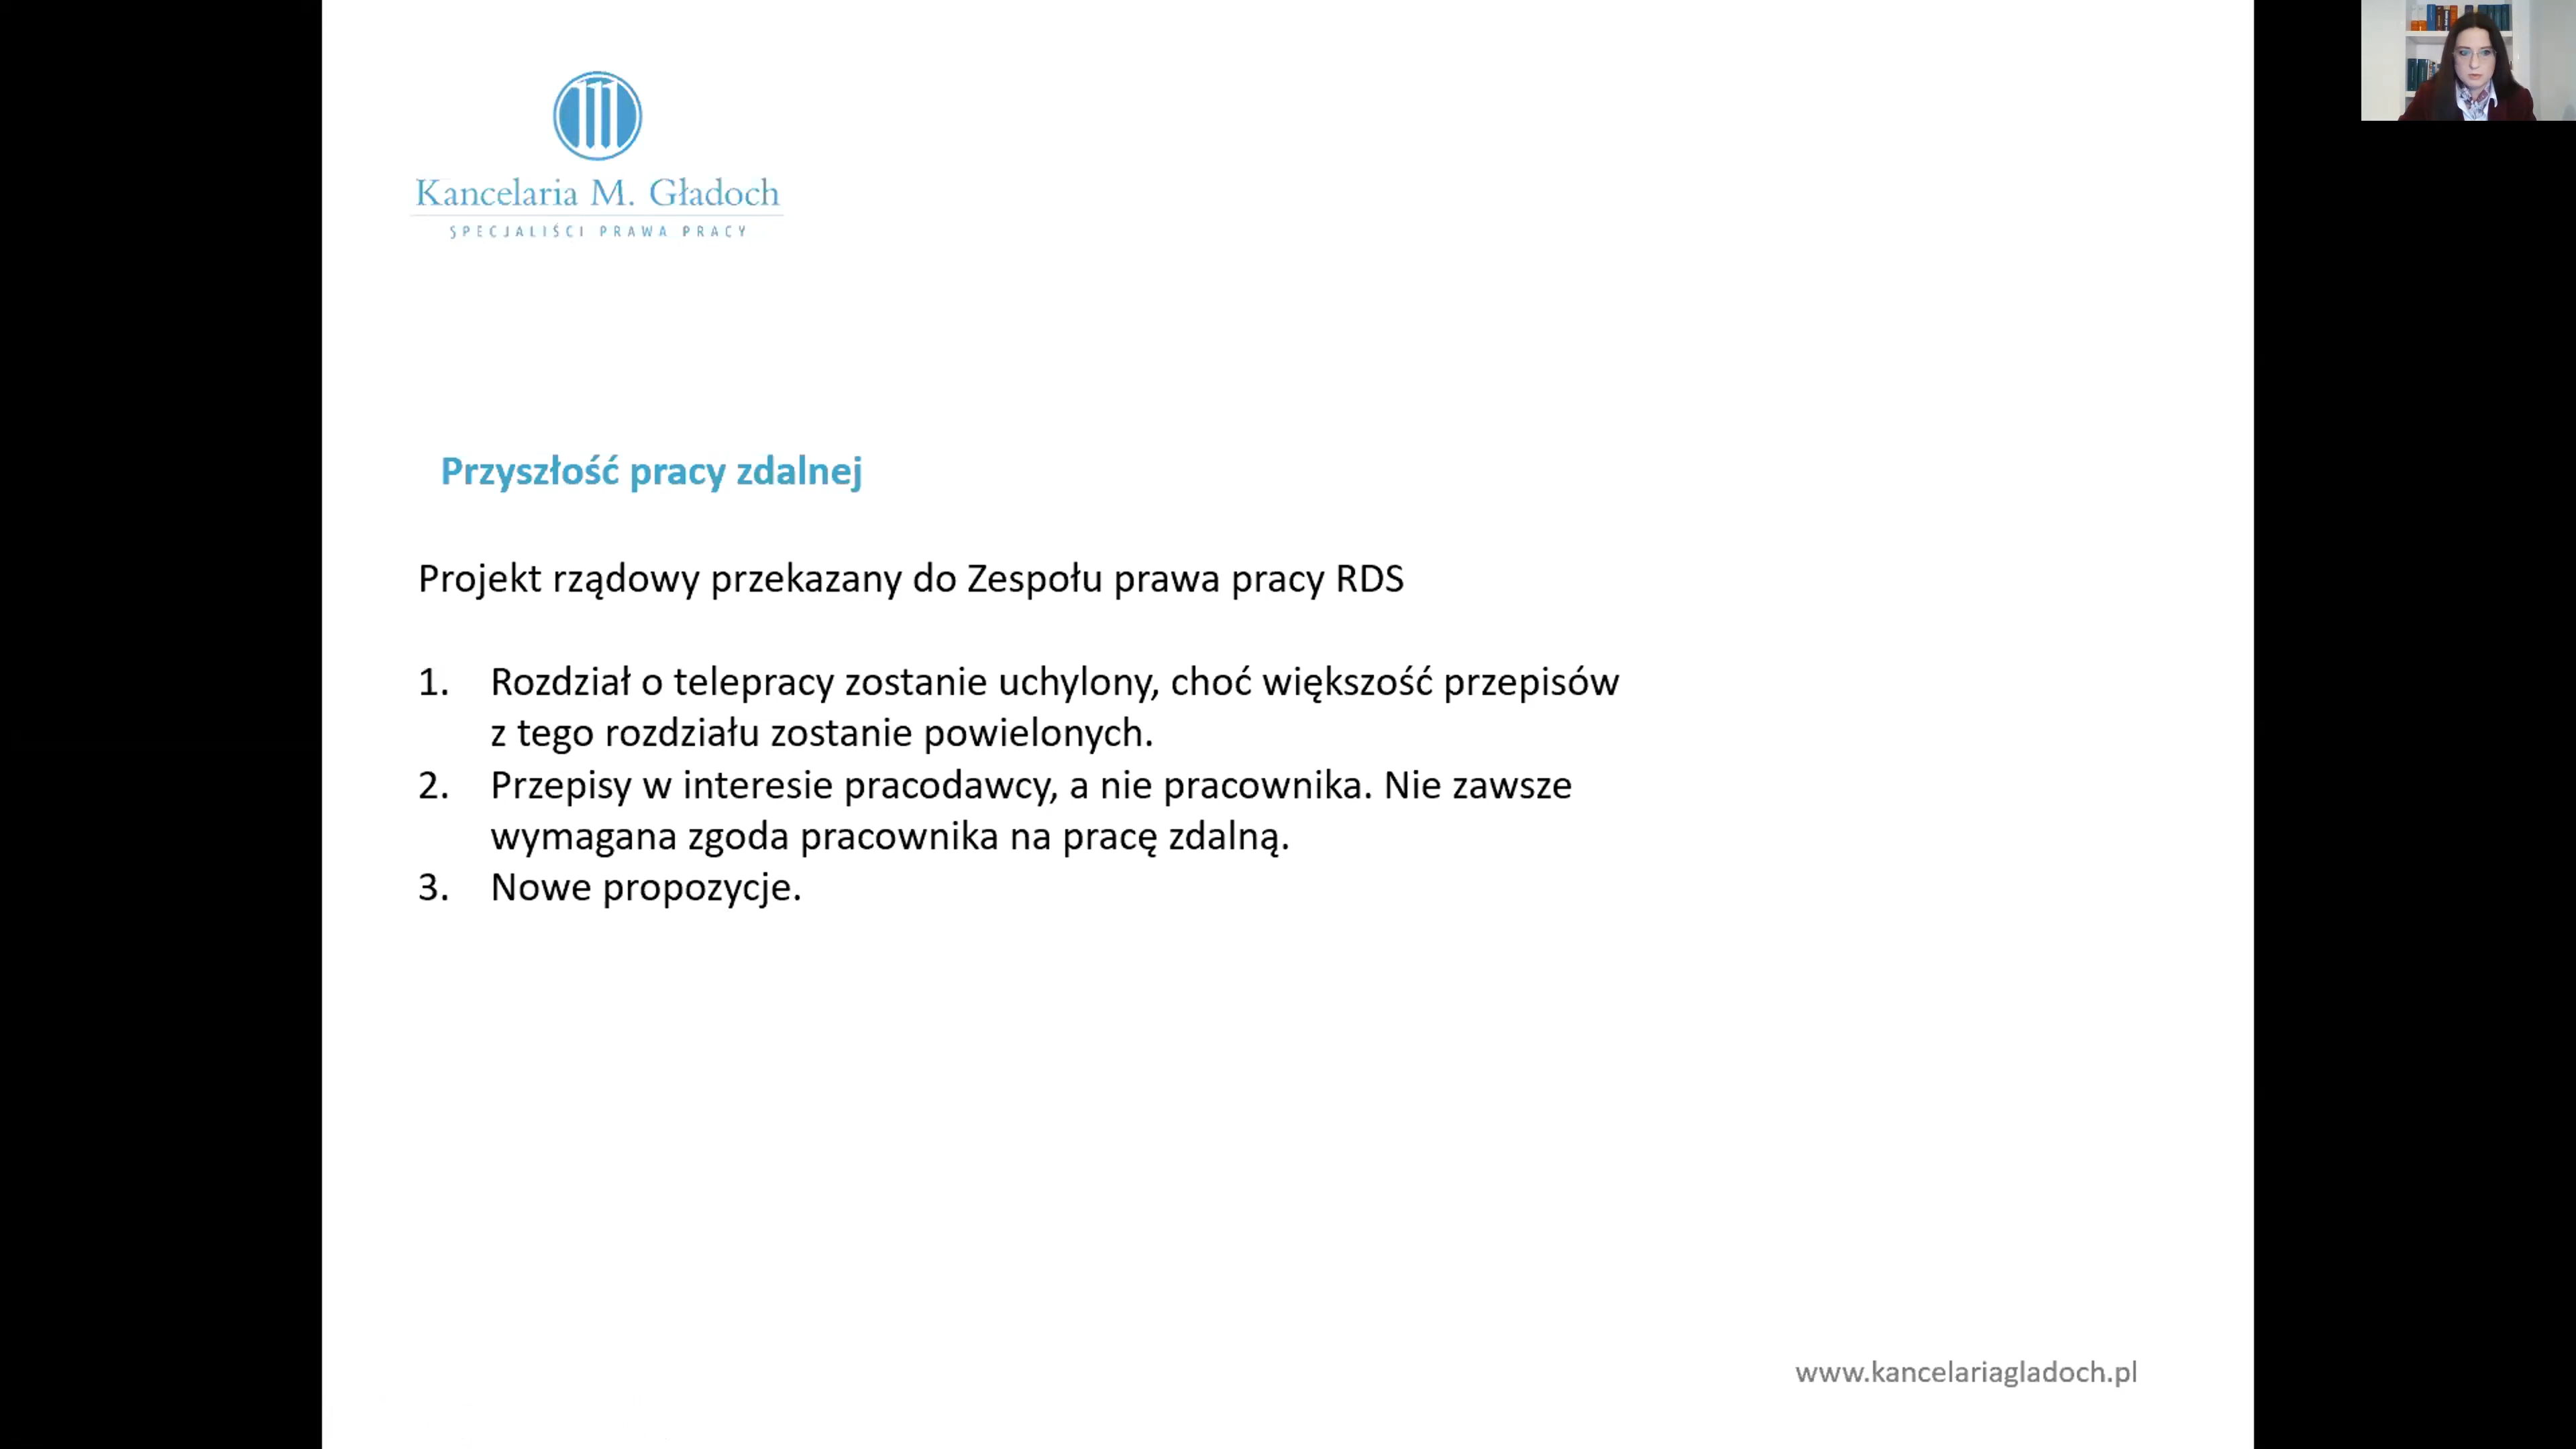 Kancelaria M. Gładoch
SPECJALIŚCI PRAWA PRACY
Przyszłość pracy zdalnej
Projekt rządowy przekazany do Zespołu prawa pracy RDS
1. Rozdział o telepracy zostanie uchylony, choć większość przepisów
z tego rozdziału zostanie powielonych.
2. Przepisy w interesie pracodawcy, a nie pracownika. Nie zawsze
wymagana zgoda pracownika na pracę zdalną.
3. Nowe propozycje.
www.kancelariagladoch.pl